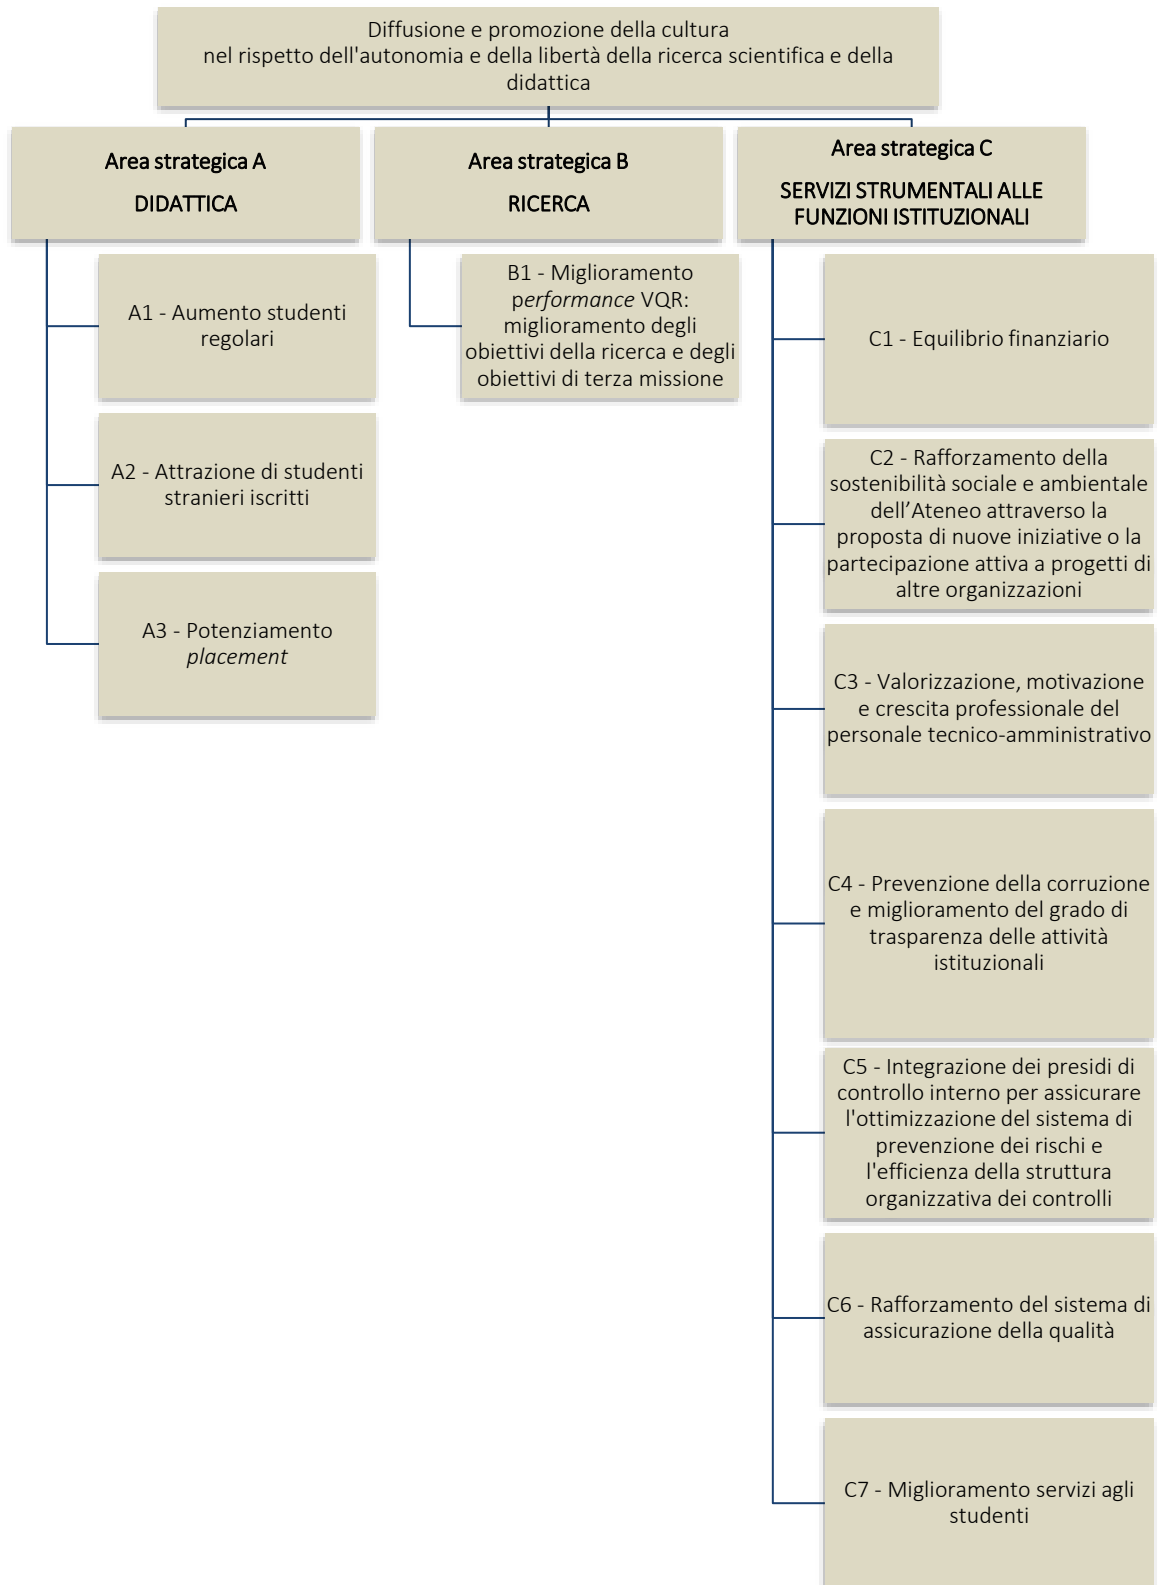 Diffusione e promozione della cultura
nel rispetto dell'autonomia e della libertà della ricerca scientifica e della
didattica
Area strategica A
DIDATTICA
A1 - Aumento studenti
regolari
A2 - Attrazione di studenti
stranieri iscritti
A3 - Potenziamento
placement
Area strategica B
RICERCA
B1 - Miglioramento
performance VQR:
miglioramento degli
obiettivi della ricerca e degli
obiettivi di terza missione
Area strategica C
SERVIZI STRUMENTALI ALLE
FUNZIONI ISTITUZIONALI
C1 - Equilibrio finanziario
C2 - Rafforzamento della
sostenibilità sociale e ambientale
dell’Ateneo attraverso la
proposta di nuove iniziative o la
partecipazione attiva a progetti di
altre organizzazioni
C3 - Valorizzazione, motivazione
e crescita professionale del
personale tecnico-amministrativo
C4 - Prevenzione della corruzione
e miglioramento del grado di
trasparenza delle attività
istituzionali
C5 - Integrazione dei presidi di
controllo interno per assicurare
l'ottimizzazione del sistema di
prevenzione dei rischi e
l'efficienza della struttura
organizzativa dei controlli
C6 - Rafforzamento del sistema di
assicurazione della qualità
C7 - Miglioramento servizi agli
studenti